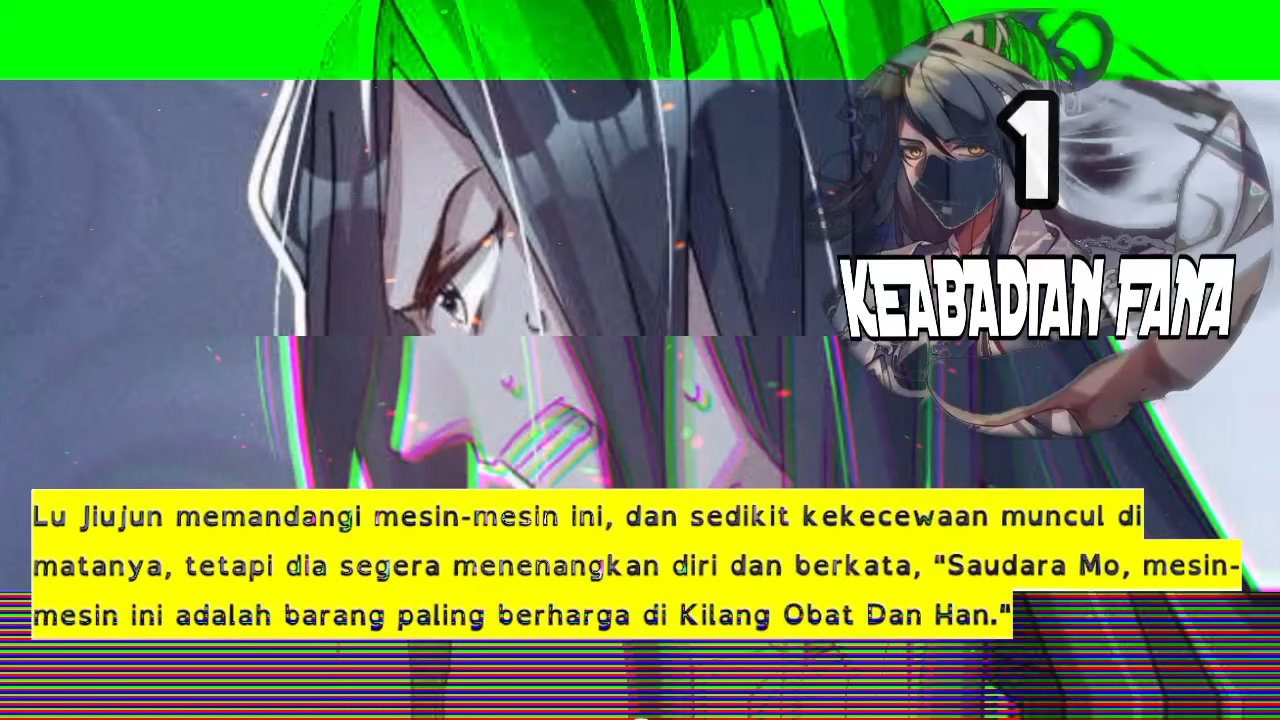 1
KEABADIAN FANA
Lu Jiujun memandangi mesin-mesin ini, dan sedikit kekecewaan muncul di
matanya, tetapi dia segera menenangkan diri dan berkata, "Saudara Mo, mesin-
mesin ini adalah barang paling berharga di Kilang Obat Dan Han."